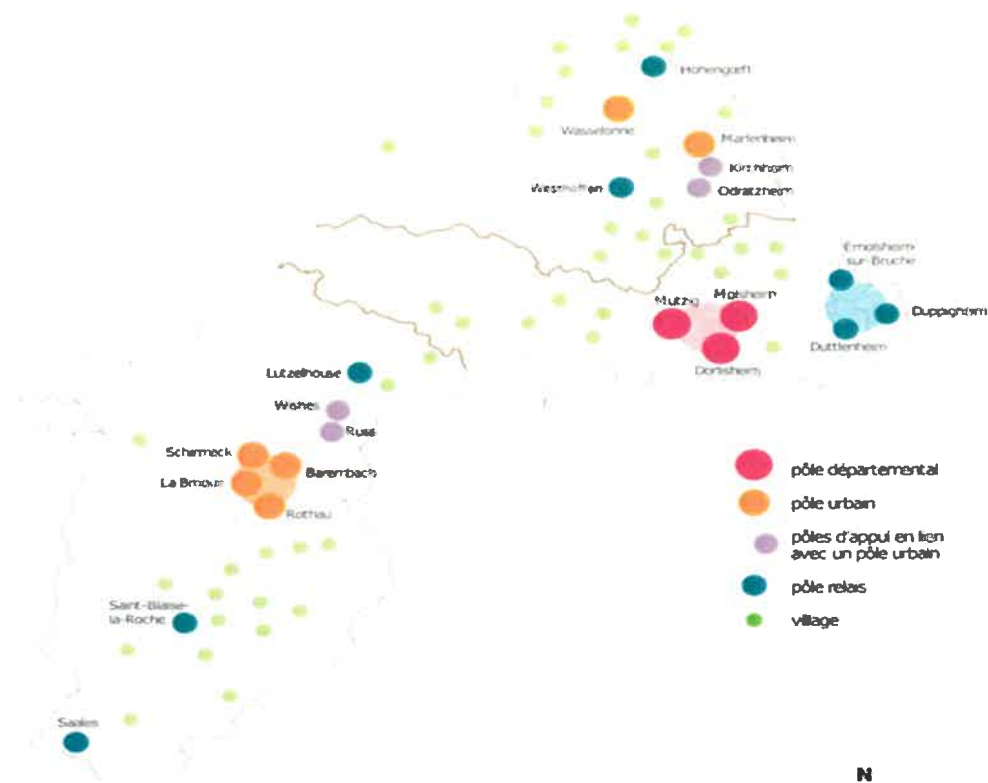 Hohengœft
Wasselonne
Marlenheim
Kirchheim
Westhoffen
Odratzheim
Ernolsheim-
sur-Bruche
Mutzig
Molsheim
Duppigheim
Duttlenheim
Dorlisheim
Lutzelhouse
Wisches
Russ
Schirmeck
Barembach
La Broque
Rothau
pôle départemental
pôle urbain
pôles d'appui en lien
avec un pôle urbain
pôle relais
village
Saint-Blaise-
la-Roche
Saales
N